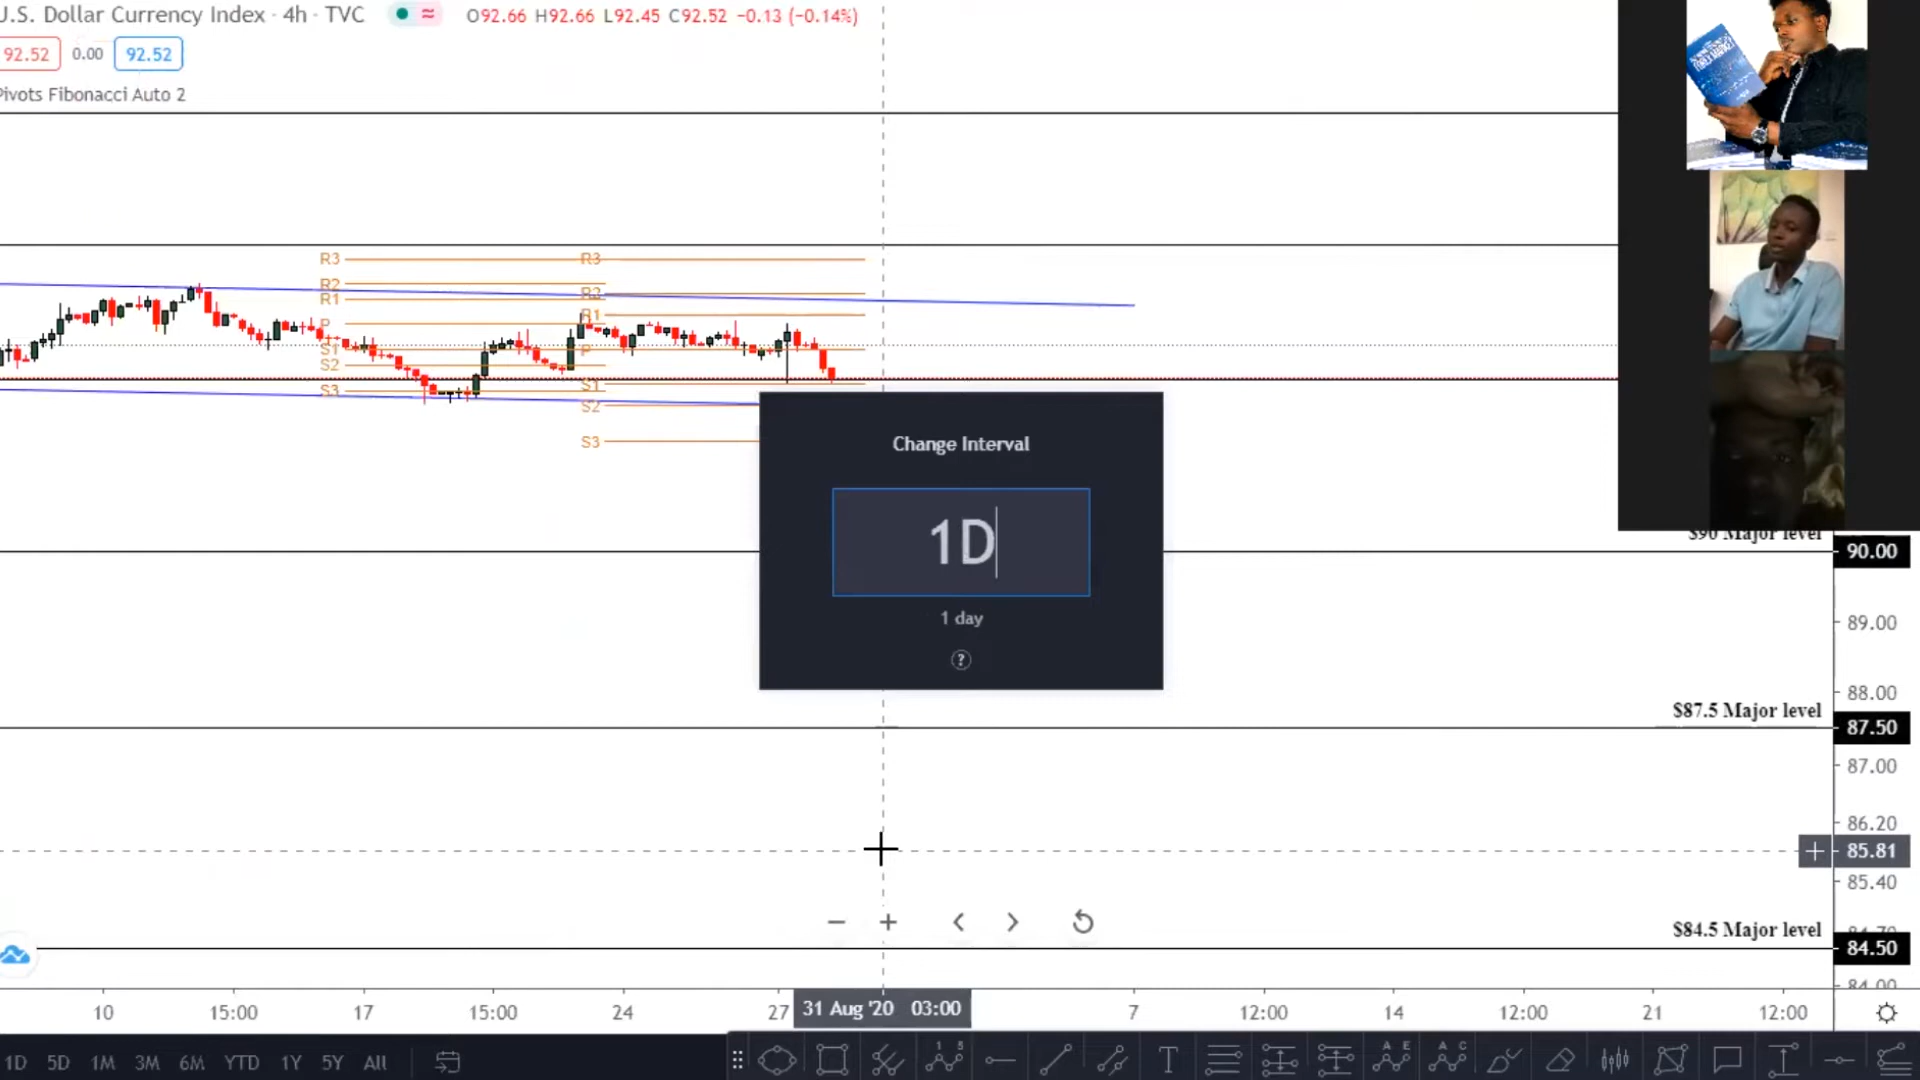 U.S. Dollar Currency Index · 4h · TVC O92.66 H92.66 L92.45 C92.52 −0.13 (−0.14%)
92.52 0.00 92.52
Pivots Fibonacci Auto 2
R3 R3
R2 R2
R1 R1
P P
S1 S1
S2 S2
S3 S3
Change Interval
1D
1 day
?
$90 Major level 90.00
89.00
88.00
$87.5 Major level 87.50
87.00
86.20
85.81
85.40
$84.5 Major level 84.50
84.00
10 15:00 17 15:00 24 27 31 Aug '20 03:00 7 12:00 14 12:00 21 12:00
1D 5D 1M 3M 6M YTD 1Y 5Y All